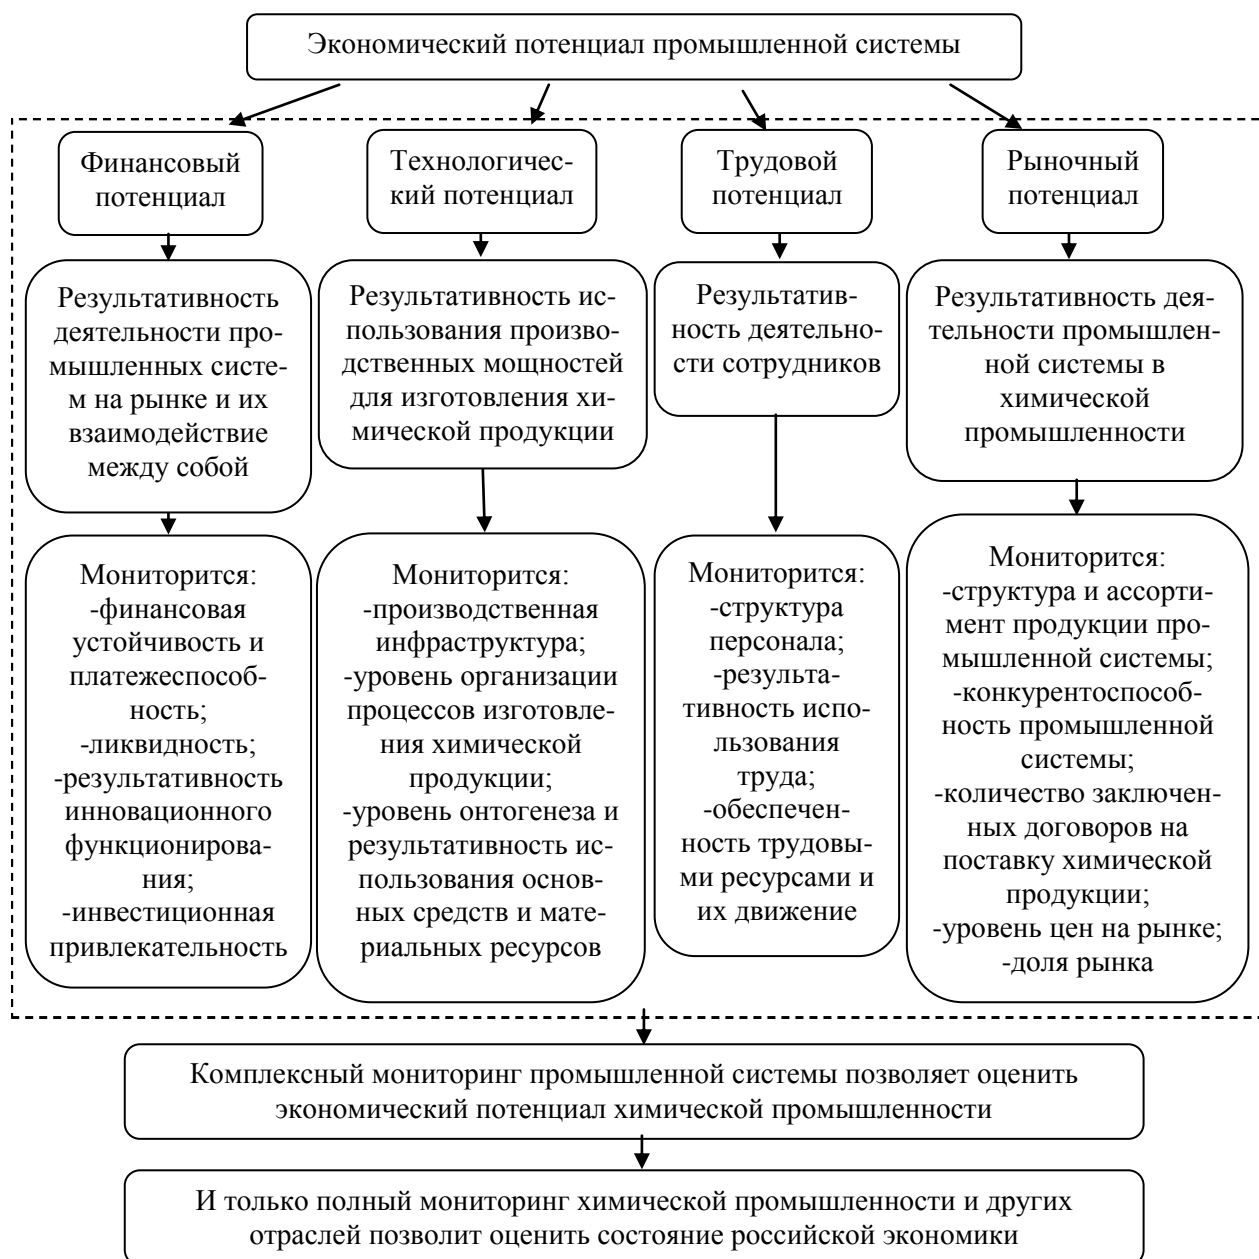 Экономический потенциал промышленной системы
Финансовый
потенциал
Технологичес-
кий потенциал
Трудовой
потенциал
Рыночный
потенциал
Результативность
деятельности про-
мышленных систе-
м на рынке и их
взаимодействие
между собой
Результативность ис-
пользования произво-
дственных мощностей
для изготовления хи-
мической продукции
Результатив-
ность деятельно-
сти сотрудников
Результативность дея-
тельности промышлен-
ной системы в
химической
промышленности
Мониторится:
-финансовая
устойчивость и
платежеспособ-
ность;
-ликвидность;
-результативность
инновационного
функционирова-
ния;
-инвестиционная
привлекательность
Мониторится:
-производственная
инфраструктура;
-уровень организации
процессов изготовле-
ния химической
продукции;
-уровень онтогенеза и
результативность ис-
пользования основ-
ных средств и мате-
риальных ресурсов
Мониторится:
-структура
персонала;
-результа-
тивность испо-
льзования
труда;
-обеспечен-
ность трудовы-
ми ресурсами и
их движение
Мониторится:
-структура и ассорти-
мент продукции про-
мышленной системы;
-конкурентоспособ-
ность промышленной
системы;
-количество заключен-
ных договоров на
поставку химической
продукции;
-уровень цен на рынке;
-доля рынка
Комплексный мониторинг промышленной системы позволяет оценить
экономический потенциал химической промышленности
И только полный мониторинг химической промышленности и других
отраслей позволит оценить состояние российской экономики